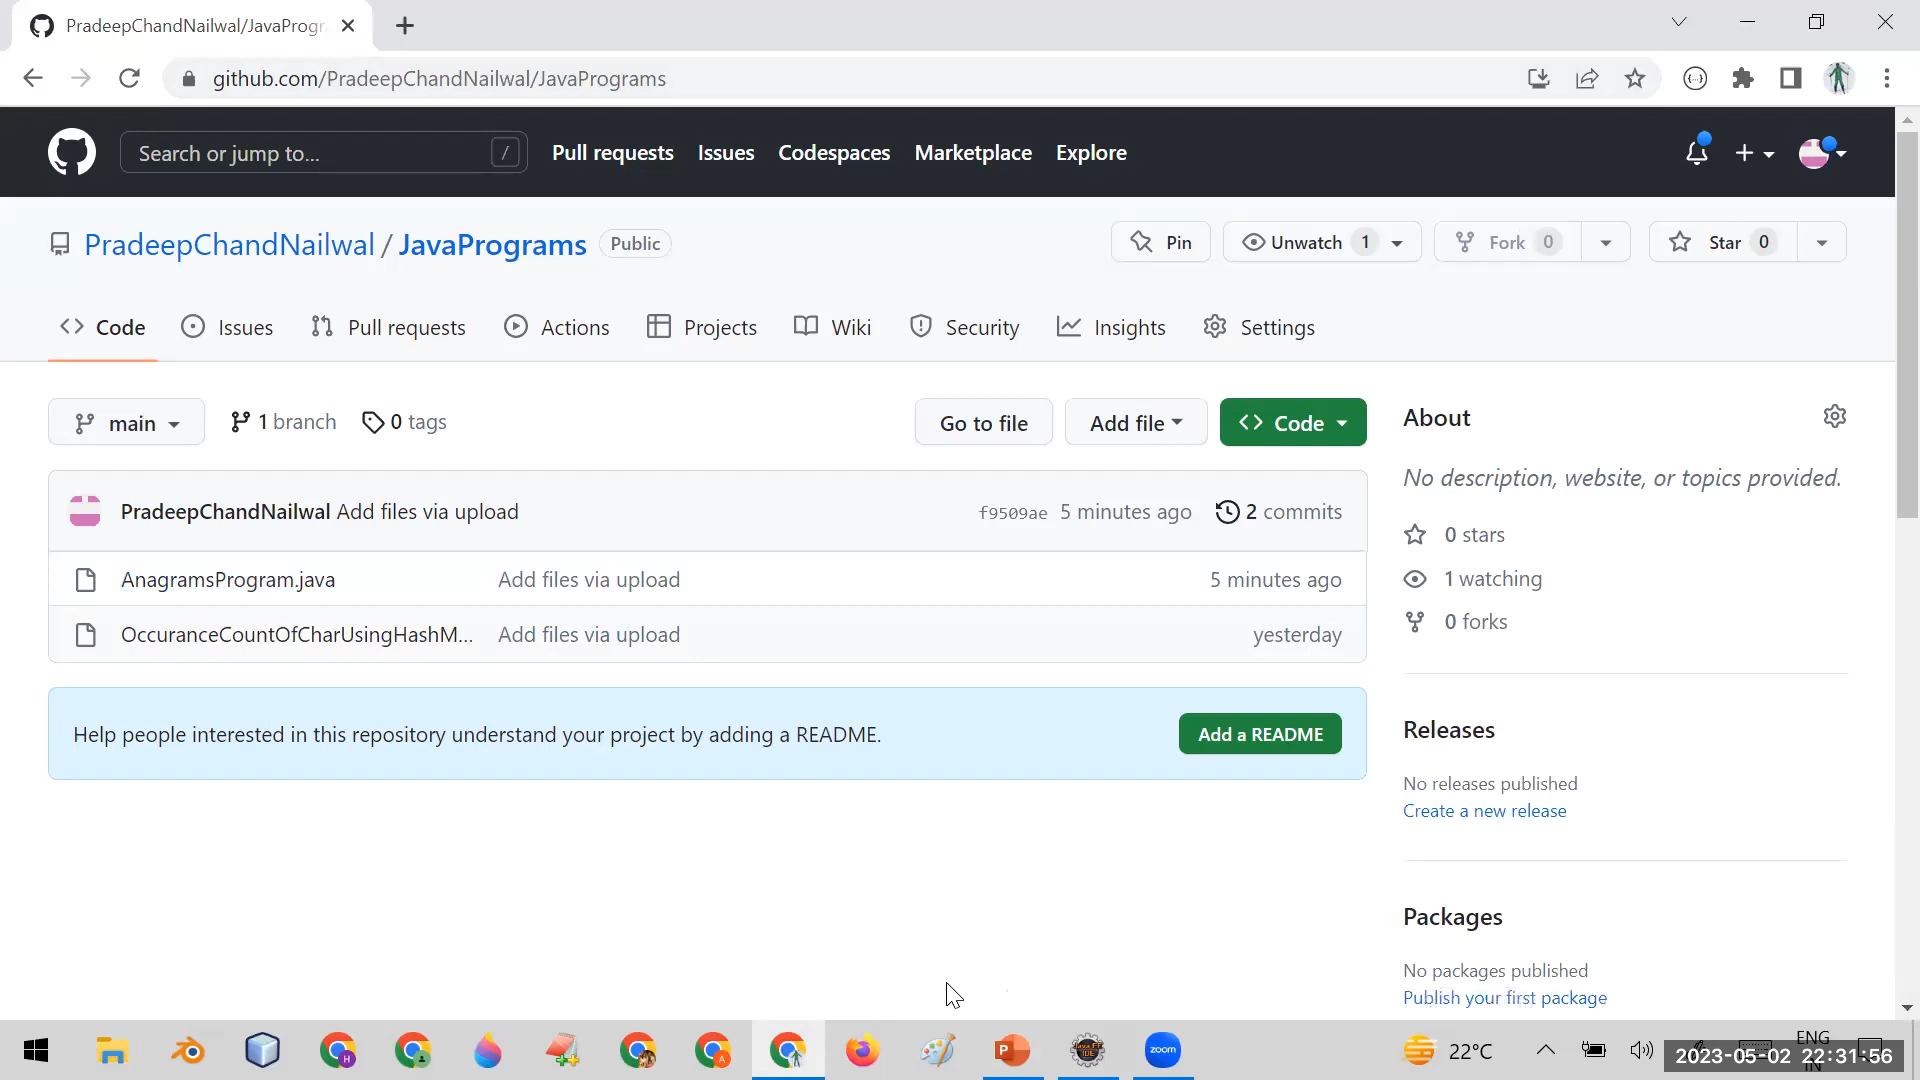 PradeepChandNailwal/JavaProgr
github.com/PradeepChandNailwal/JavaPrograms
Search or jump to...
/
Pull requests
Issues
Codespaces
Marketplace
Explore
PradeepChandNailwal / JavaPrograms
Public
Pin
Unwatch 1
Fork 0
Star 0
Code
Issues
Pull requests
Actions
Projects
Wiki
Security
Insights
Settings
main
1 branch
0 tags
Go to file
Add file
Code
PradeepChandNailwal Add files via upload
f9509ae 5 minutes ago
2 commits
AnagramsProgram.java
Add files via upload
5 minutes ago
OccuranceCountOfCharUsingHashM...
Add files via upload
yesterday
Help people interested in this repository understand your project by adding a README.
Add a README
About
No description, website, or topics provided.
0 stars
1 watching
0 forks
Releases
No releases published
Create a new release
Packages
No packages published
Publish your first package
H
A
P
Java EE
IDE
zoom
22°C
ENG
IN
2023-05-02 22:31:56